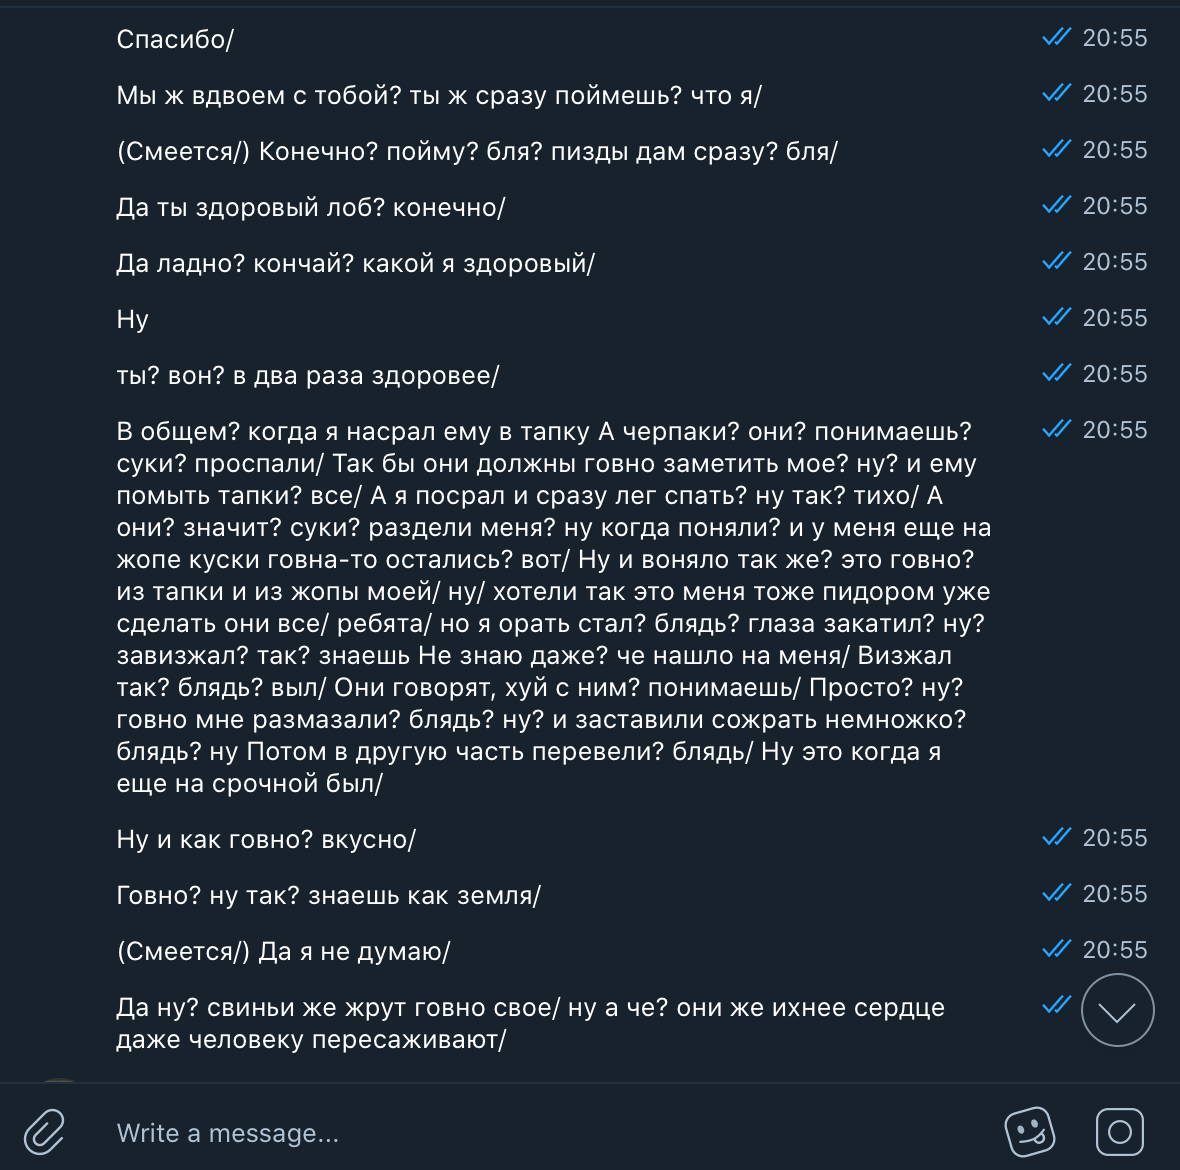 Спасибо/
20:55
Мы ж вдвоем с тобой? ты ж сразу поймешь? что я/
20:55
(Смеется/) Конечно? пойму? бля? пизды дам сразу? бля/
20:55
Да ты здоровый лоб? конечно/
20:55
Да ладно? кончай? какой я здоровый/
20:55
Ну
20:55
ты? вон? в два раза здоровее/
20:55
В общем? когда я насрал ему в тапку А черпаки? они? понимаешь?
20:55
суки? проспали/ Так бы они должны говно заметить мое? ну? и ему
помыть тапки? все/ А я посрал и сразу лег спать? ну так? тихо/ А
они? значит? суки? раздели меня? ну когда поняли? и у меня еще на
жопе куски говна-то остались? вот/ Ну и воняло так же? это говно?
из тапки и из жопы моей/ ну/ хотели так это меня тоже пидором уже
сделать они все/ ребята/ но я орать стал? блядь? глаза закатил? ну?
завизжал? так? знаешь Не знаю даже? че нашло на меня/ Визжал
так? блядь? выл/ Они говорят, хуй с ним? понимаешь/ Просто? ну?
говно мне размазали? блядь? ну? и заставили сожрать немножко?
блядь? ну Потом в другую часть перевели? блядь/ Ну это когда я
еще на срочной был/
Ну и как говно? вкусно/
20:55
Говно? ну так? знаешь как земля/
20:55
(Смеется/) Да я не думаю/
20:55
Да ну? свиньи же жрут говно свое/ ну а че? они же ихнее сердце
даже человеку пересаживают/
Write a message...